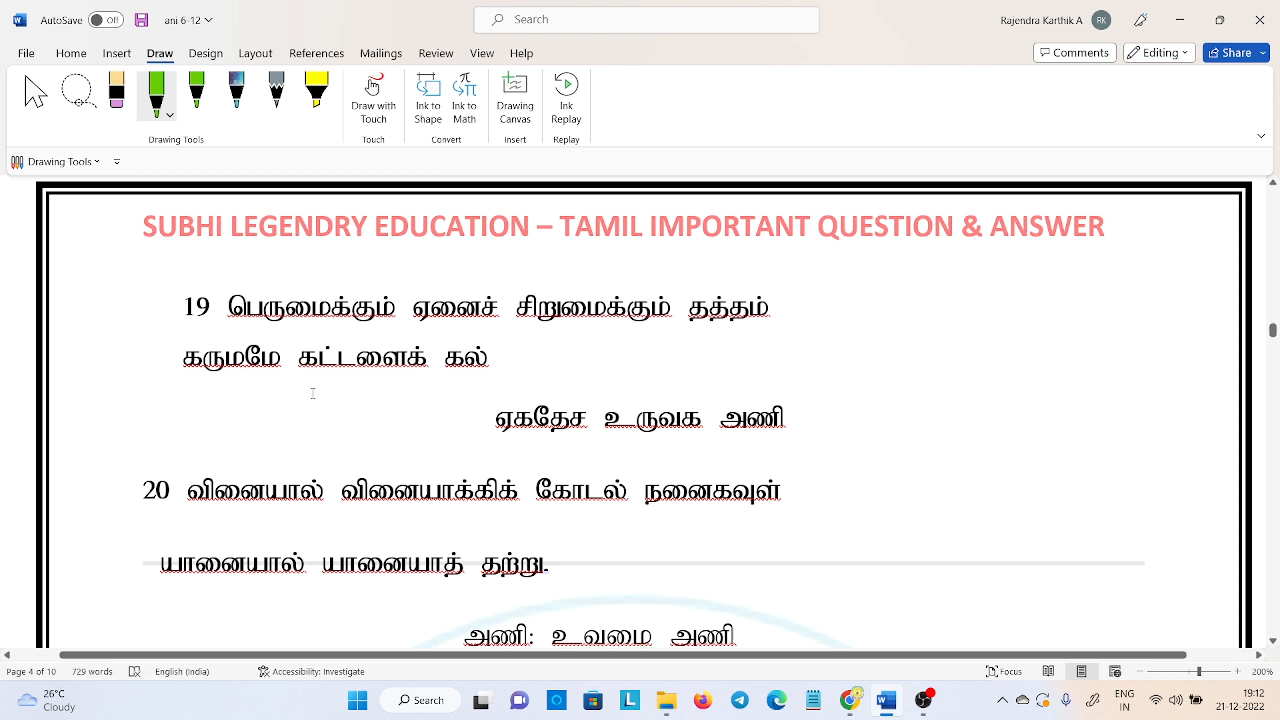 AutoSave Off ani 6-12 Search Rajendra Karthik A RK
File Home Insert Draw Design Layout References Mailings Review View Help Comments Editing Share
Draw with Touch Ink to Shape Ink to Math Drawing Canvas Ink Replay
Drawing Tools Touch Convert Insert Replay
Drawing Tools
SUBHI LEGENDRY EDUCATION – TAMIL IMPORTANT QUESTION & ANSWER
19 பெருமைக்கும் ஏனைச் சிறுமைக்கும் தத்தம்
கருமமே கட்டளைக் கல்
ஏகதேச உருவக அணி
20 வினையால் வினையாக்கிக் கோடல் நனைகவுள்
யானையால் யானையாத் தற்று.
அணி: உவமை அணி
Page 4 of 10 729 words English (India) Accessibility: Investigate Focus 200%
26°C Cloudy Search ENG IN 19:12 21-12-2022